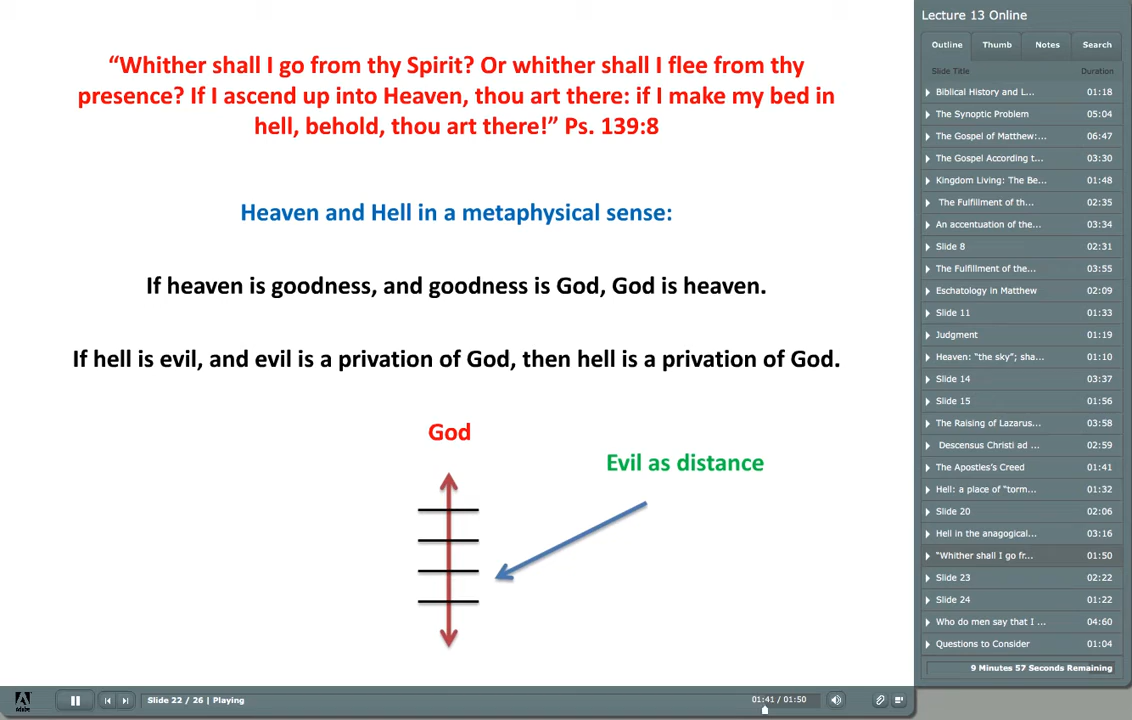 “Whither shall I go from thy Spirit? Or whither shall I flee from thy
presence? If I ascend up into Heaven, thou art there: if I make my bed in
hell, behold, thou art there!” Ps. 139:8
Heaven and Hell in a metaphysical sense:
If heaven is goodness, and goodness is God, God is heaven.
If hell is evil, and evil is a privation of God, then hell is a privation of God.
God
Evil as distance
Lecture 13 Online
Outline Thumb Notes Search
Slide Title Duration
Biblical History and L... 01:18
The Synoptic Problem 05:04
The Gospel of Matthew:... 06:47
The Gospel According t... 03:30
Kingdom Living: The Be... 01:48
The Fulfillment of th... 02:35
An accentuation of the... 03:34
Slide 8 02:31
The Fulfillment of the... 03:55
Eschatology in Matthew 02:09
Slide 11 01:33
Judgment 01:19
Heaven: “the sky”; sha... 01:10
Slide 14 03:37
Slide 15 01:56
The Raising of Lazarus... 03:58
Descensus Christi ad ... 02:59
The Apostles’s Creed 01:41
Hell: a place of “torm... 01:32
Slide 20 02:06
Hell in the anagogical... 03:16
“Whither shall I go fr... 01:50
Slide 23 02:22
Slide 24 01:22
Who do men say that I ... 04:60
Questions to Consider 01:04
9 Minutes 57 Seconds Remaining
Adobe
Slide 22 / 26 | Playing
01:41 / 01:50